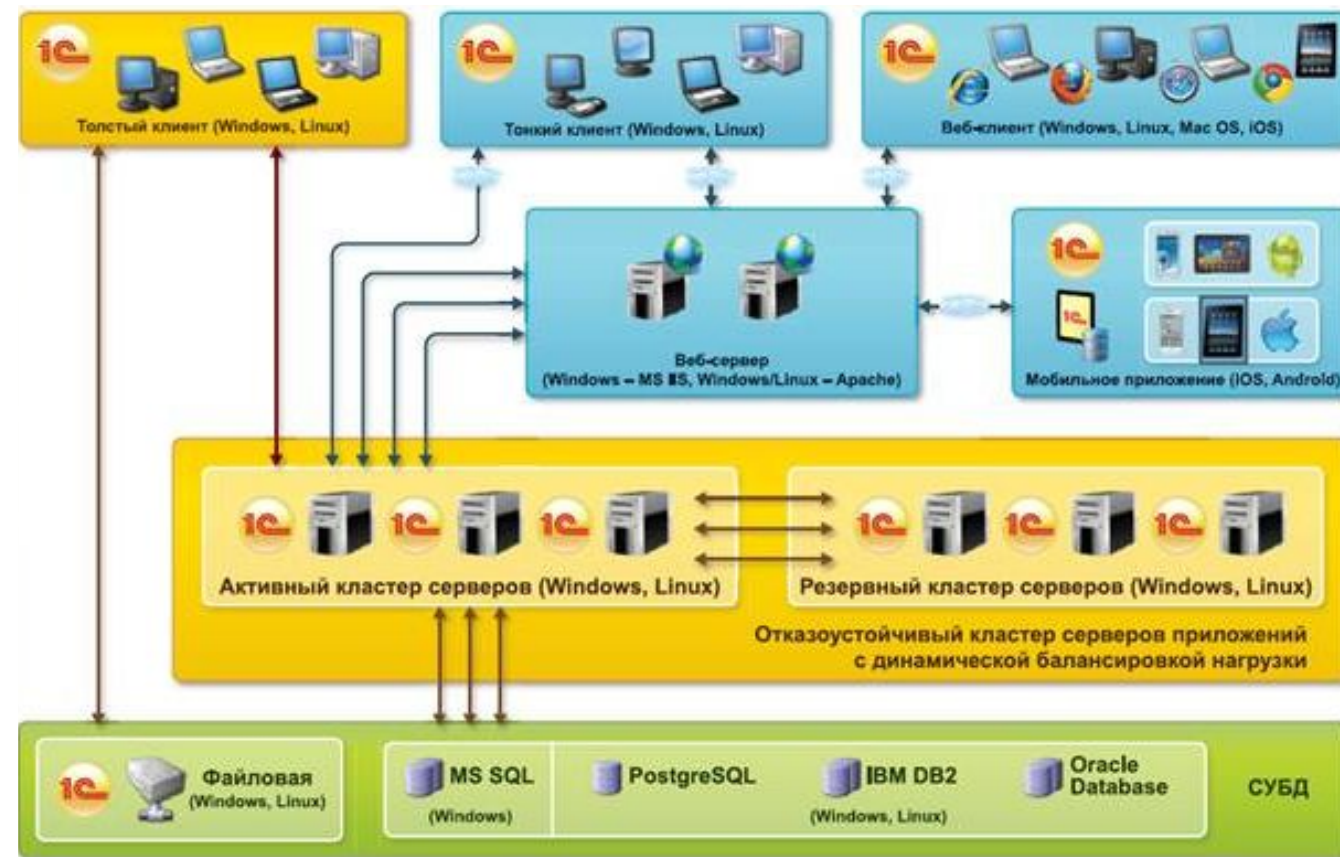 1С
Толстый клиент (Windows, Linux)
1С
Тонкий клиент (Windows, Linux)
1С
Веб-клиент (Windows, Linux, Mac OS, iOS)
Веб-сервер
(Windows – MS IIS, Windows/Linux – Apache)
1С
1С
Мобильное приложение (iOS, Android)
1С
1С
1С
Активный кластер серверов (Windows, Linux)
1С
1С
1С
Резервный кластер серверов (Windows, Linux)
Отказоустойчивый кластер серверов приложений
с динамической балансировкой нагрузки
1С
Файловая
(Windows, Linux)
MS SQL
(Windows)
PostgreSQL
IBM DB2
Oracle
Database
(Windows, Linux)
СУБД